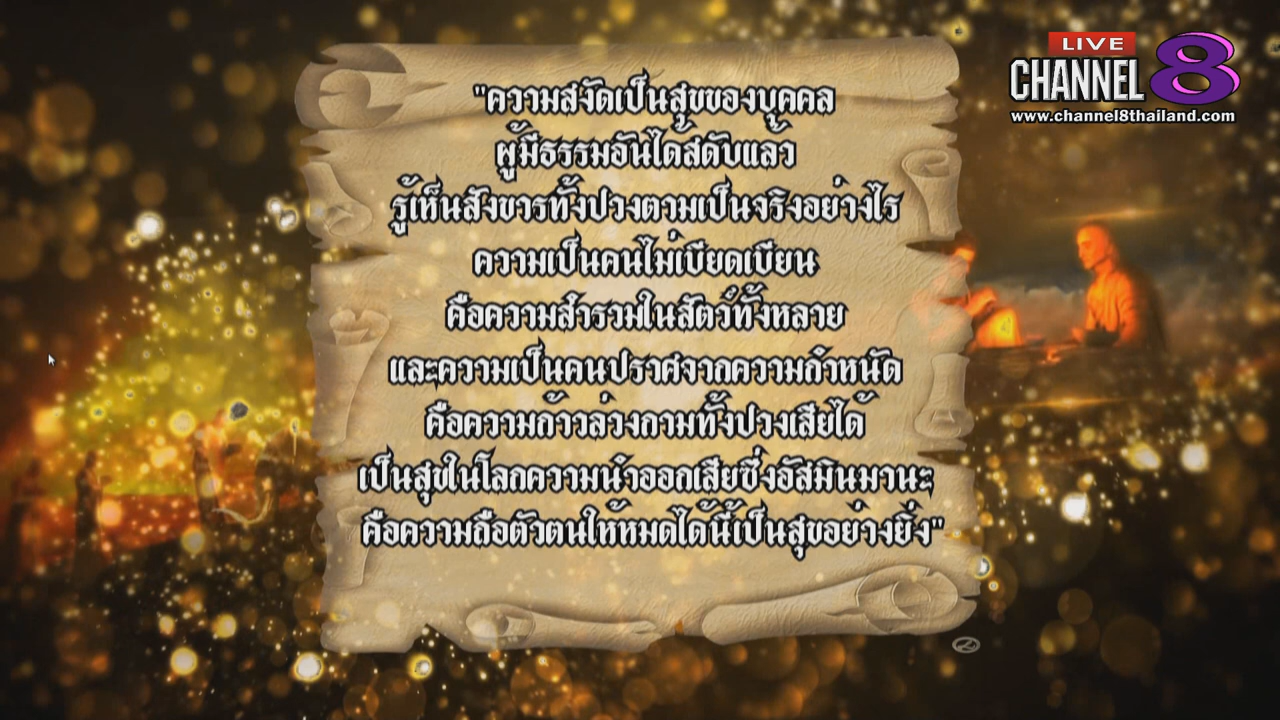 LIVE
CHANNEL 8
www.channel8thailand.com
"ความสงัดเป็นสุขของบุคคล
ผู้มีธรรมอันได้สดับแล้ว
รู้เห็นสังขารทั้งปวงตามเป็นจริงอย่างไร
ความเป็นคนไม่เบียดเบียน
คือความสำรวมในสัตว์ทั้งหลาย
และความเป็นคนปราศจากความกำหนัด
คือความก้าวล่วงกามทั้งปวงเสียได้
เป็นสุขในโลกความนำออกเสียซึ่งอัสมินมานะ
คือความถือตัวตนให้หมดได้นี้เป็นสุขอย่างยิ่ง"